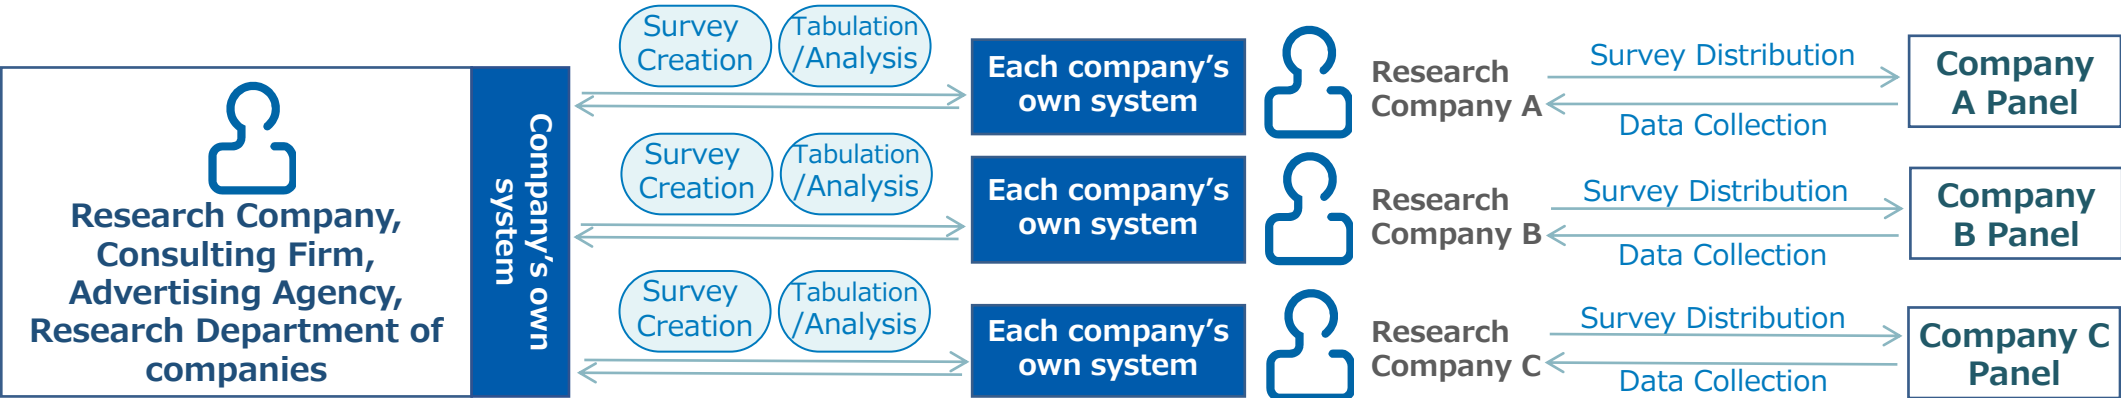 Research Company,
Consulting Firm,
Advertising Agency,
Research Department of
companies
Company's own
system
Survey
Creation
Tabulation
/Analysis
Each company's
own system
Research
Company A
Survey Distribution
Data Collection
Company
A Panel
Survey
Creation
Tabulation
/Analysis
Each company's
own system
Research
Company B
Survey Distribution
Data Collection
Company
B Panel
Survey
Creation
Tabulation
/Analysis
Each company's
own system
Research
Company C
Survey Distribution
Data Collection
Company C
Panel